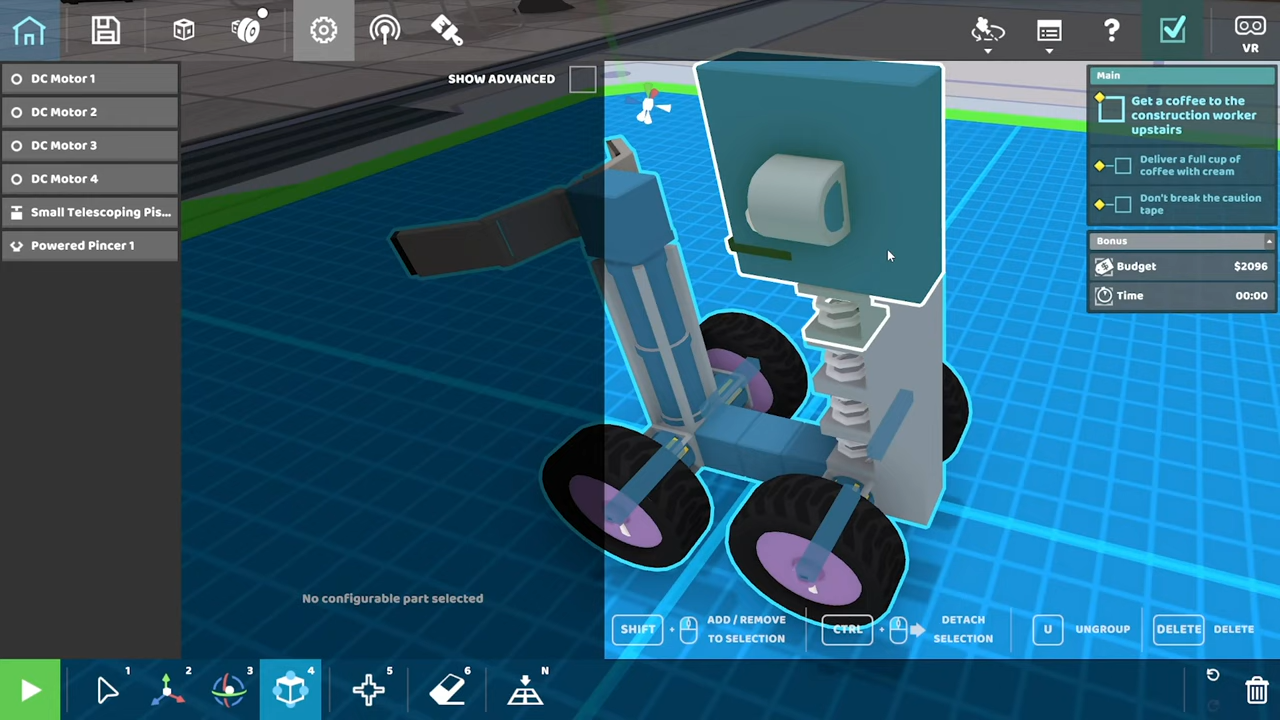 VR
DC Motor 1
DC Motor 2
DC Motor 3
DC Motor 4
Small Telescoping Pis...
Powered Pincer 1
SHOW ADVANCED
Main
Get a coffee to the
construction worker
upstairs
Deliver a full cup of
coffee with cream
Don't break the caution
tape
Bonus
Budget
$2096
Time
00:00
No configurable part selected
SHIFT
+
ADD / REMOVE
TO SELECTION
CTRL
+
DETACH
SELECTION
U
UNGROUP
DELETE
DELETE
1
2
3
4
5
6
N